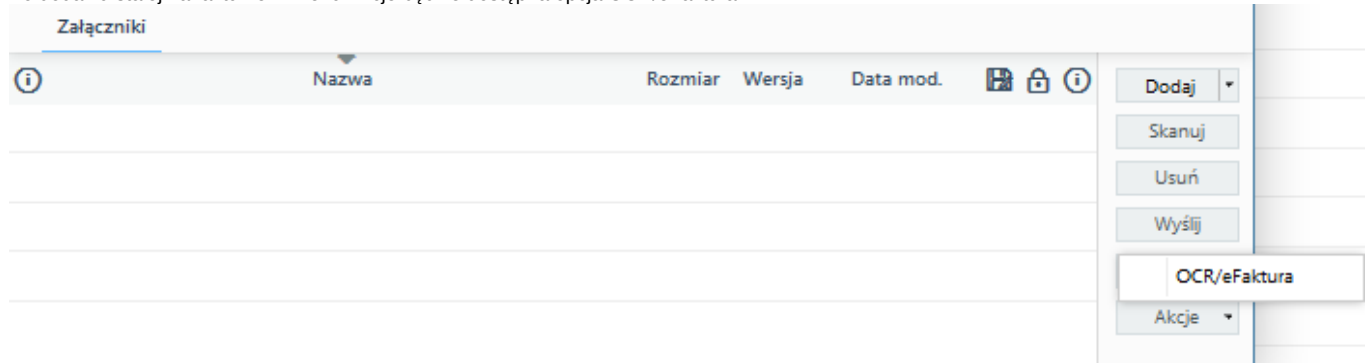 Załączniki
Nazwa Rozmiar Wersja Data mod.
Dodaj
Skanuj
Usuń
Wyślij
OCR/eFaktura
Akcje